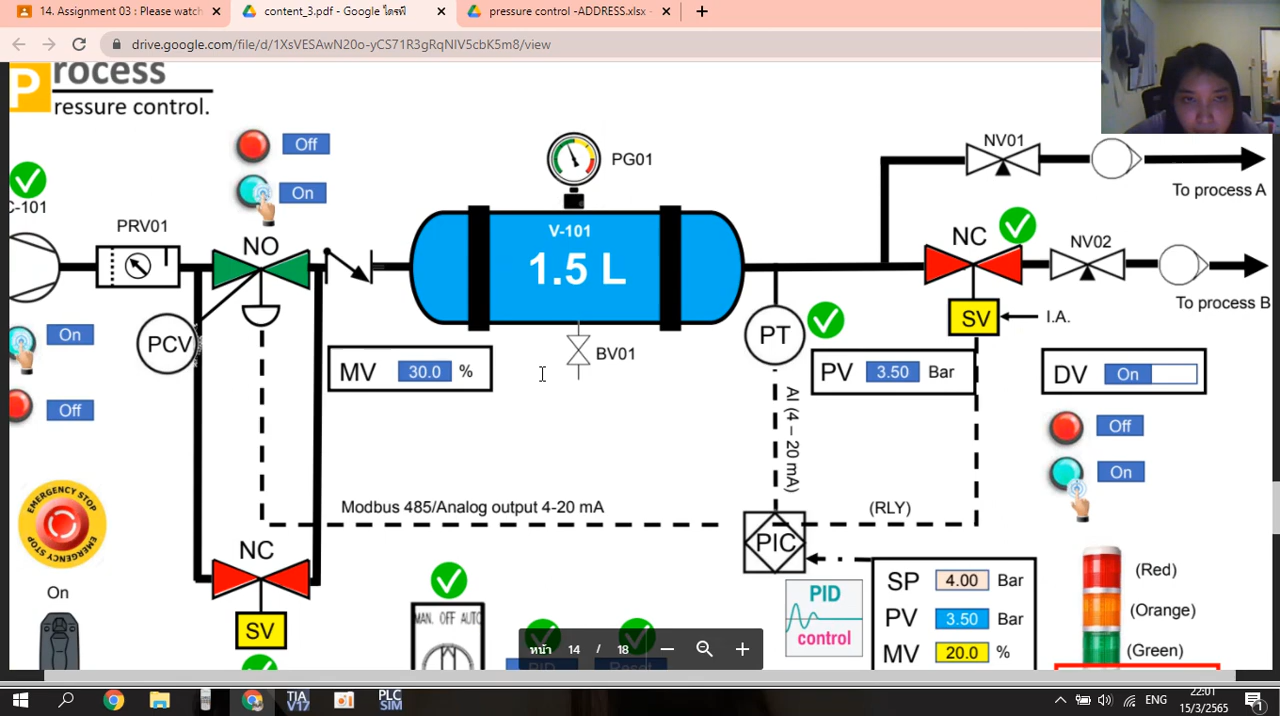 14. Assignment 03 : Please watch
content_3.pdf - Google ไดรฟ์
pressure control -ADDRESS.xlsx -
drive.google.com/file/d/1XsVESAwN20o-yCS71R3gRqNIV5cbK5m8/view
Process
Pressure control.
Off
On
C-101
PRV01
NO
PCV
On
Off
MV 30.0 %
PG01
V-101
1.5 L
BV01
NV01
To process A
NC
NV02
To process B
SV
I.A.
PT
PV 3.50 Bar
DV On
Off
On
AI (4 – 20 mA)
(RLY)
Modbus 485/Analog output 4-20 mA
PIC
EMERGENCY STOP
EMERGENCY STOP
On
NC
SV
MAN. OFF AUTO
PID
control
SP 4.00 Bar
PV 3.50 Bar
MV 20.0 %
(Red)
(Orange)
(Green)
PID
Reset
หน้า 14 / 18
TIA
V17
PLC
SIM
ENG
22:01
15/3/2565
1